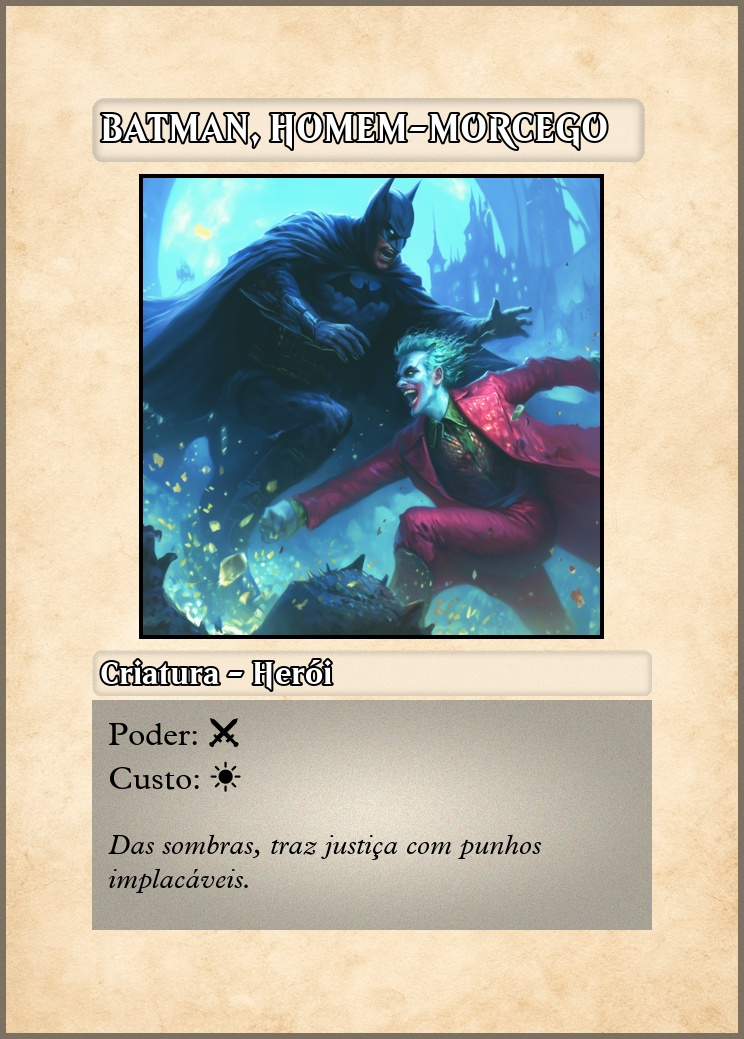 BATMAN, HOMEM-MORCEGO
Criatura - Herói
Poder: ⚔
Custo: ☀
Das sombras, traz justiça com punhos
implacáveis.